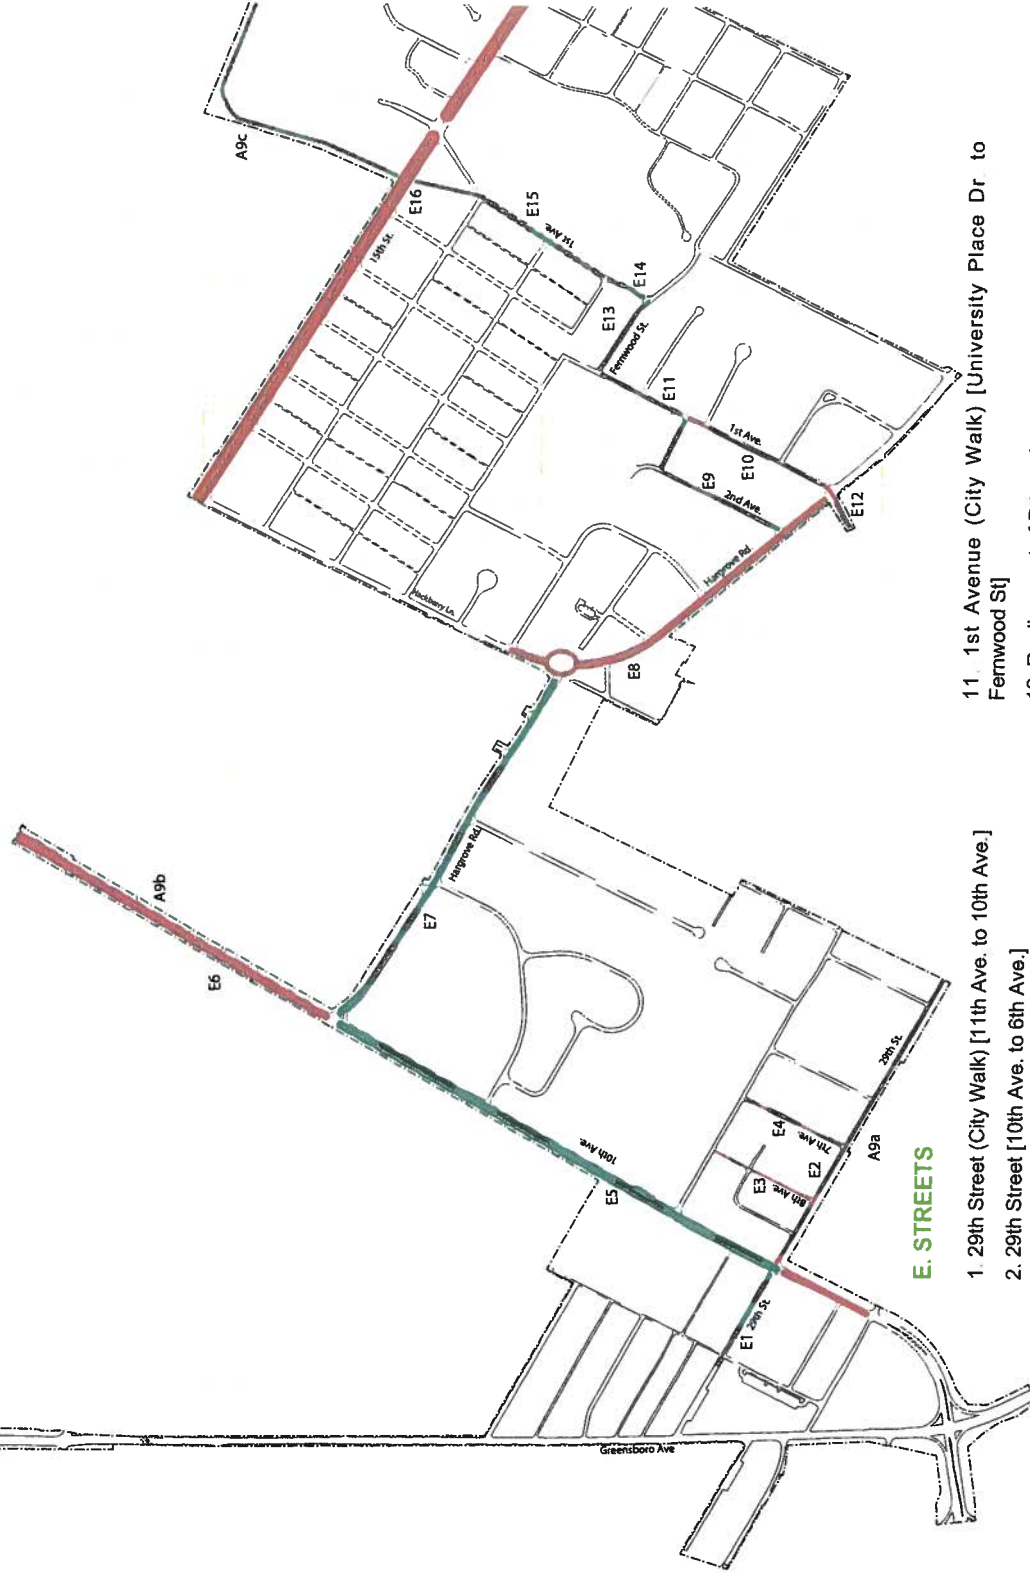 A9c
E16
15th St.
E15
1st Ave.
E14
E13
Fernwood St.
E11
1st Ave.
E10
E9
2nd Ave.
E12
Hargrove Rd.
Hackberry Ln.
E8
A9b
E6
Hargrove Rd.
E7
10th Ave.
E5
29th St.
E4
7th Ave.
E3
8th Ave.
E2
A9a
E1
29th St.
Greensboro Ave
E. STREETS
1. 29th Street (City Walk) [11th Ave. to 10th Ave.]
2. 29th Street [10th Ave. to 6th Ave.]
11. 1st Avenue (City Walk) [University Place Dr. to
Fernwood St]